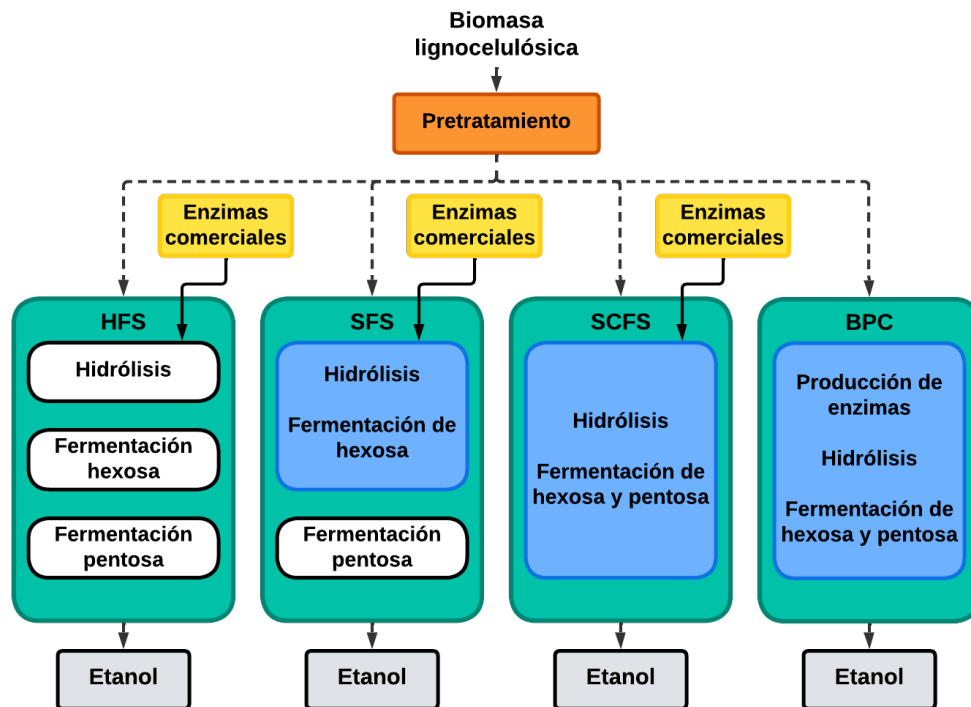 Biomasa
lignocelulósica
Pretratamiento
Enzimas
comerciales
Enzimas
comerciales
Enzimas
comerciales
HFS
Hidrólisis
Fermentación
hexosa
Fermentación
pentosa
Etanol
SFS
Hidrólisis
Fermentación de
hexosa
Fermentación
pentosa
Etanol
SCFS
Hidrólisis
Fermentación de
hexosa y pentosa
Etanol
BPC
Producción de
enzimas
Hidrólisis
Fermentación de
hexosa y pentosa
Etanol